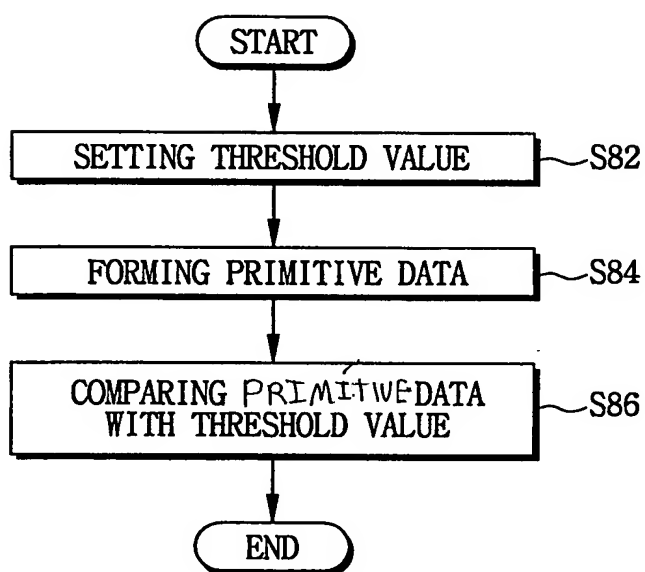 START
SETTING THRESHOLD VALUE
S82
FORMING PRIMITIVE DATA
S84
COMPARING PRIMITIVE DATA
WITH THRESHOLD VALUE
S86
END